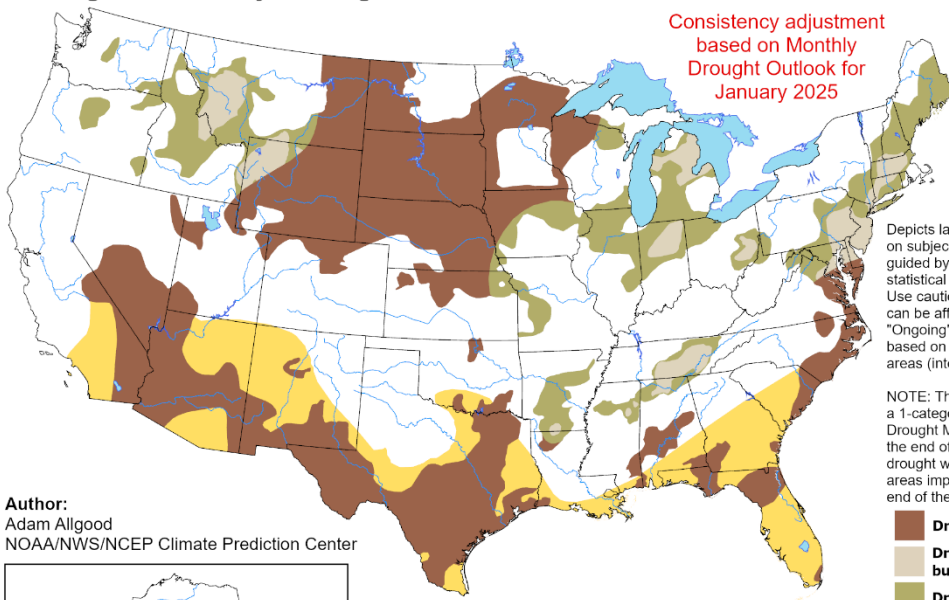 Consistency adjustment
based on Monthly
Drought Outlook for
January 2025
Depicts la
on subjec
guided by
statistical
Use cautio
can be aff
"Ongoing"
based on
areas (inte
NOTE: Th
a 1-catego
Drought M
the end of
drought w
areas imp
end of the
Author:
Adam Allgood
NOAA/NWS/NCEP Climate Prediction Center
Dr
Dr
bu
Dr